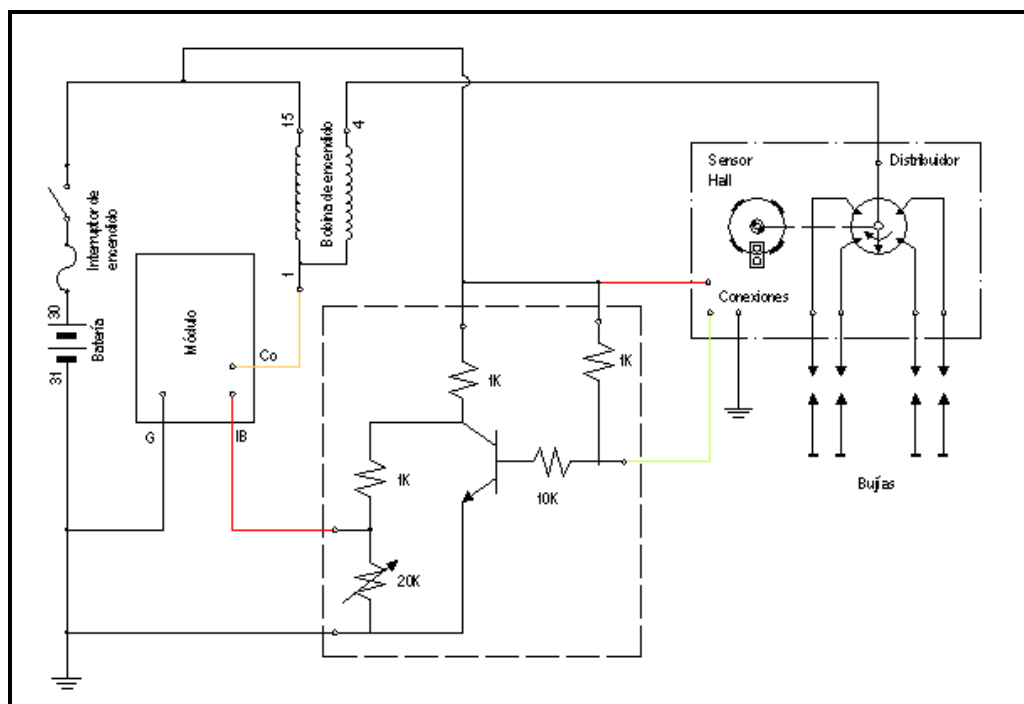 15
4
Bobina de encendido
1
Interruptor de
encendido
30
Batería
31
Módulo
Co
G
IB
1K
1K
1K
10K
20K
Sensor
Hall
Distribuidor
Conexiones
Bujías